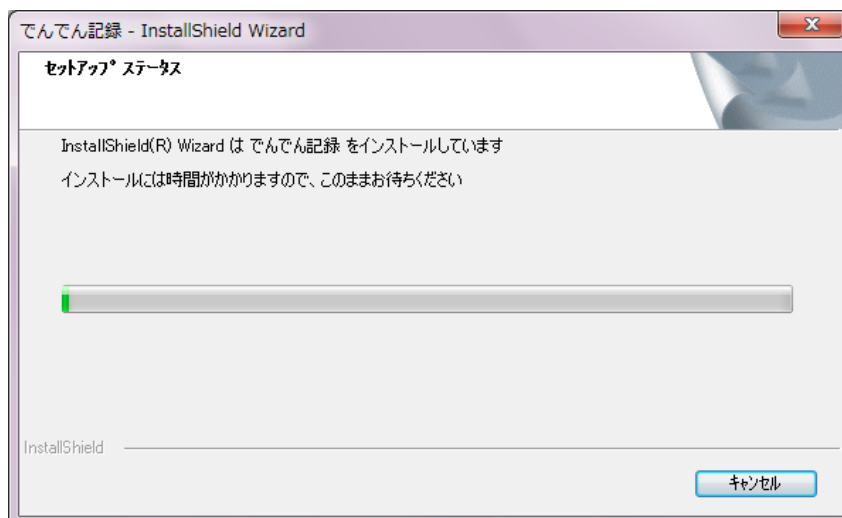 でんでん記録 - InstallShield Wizard
セットアップ ステータス
InstallShield(R) Wizard は でんでん記録 をインストールしています
インストールには時間がかかりますので、このままお待ちください
InstallShield
キャンセル